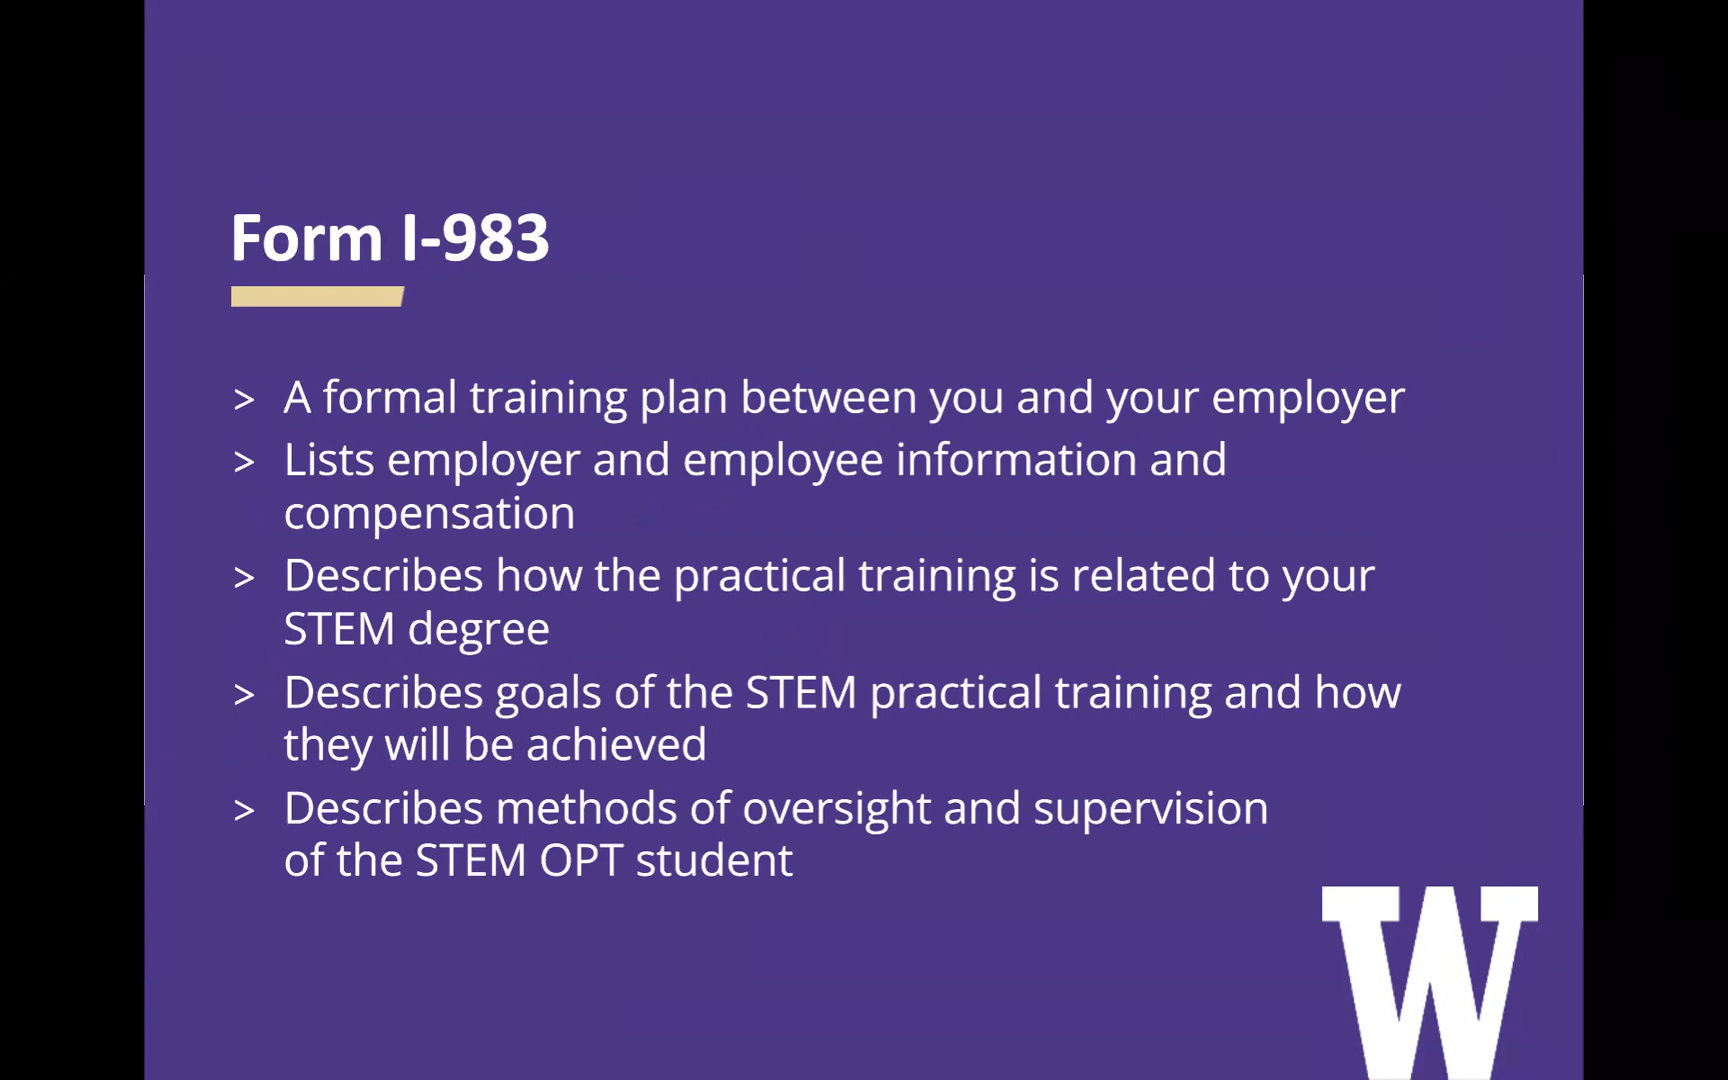 Form I-983
> A formal training plan between you and your employer
> Lists employer and employee information and
compensation
> Describes how the practical training is related to your
STEM degree
> Describes goals of the STEM practical training and how
they will be achieved
> Describes methods of oversight and supervision
of the STEM OPT student
W